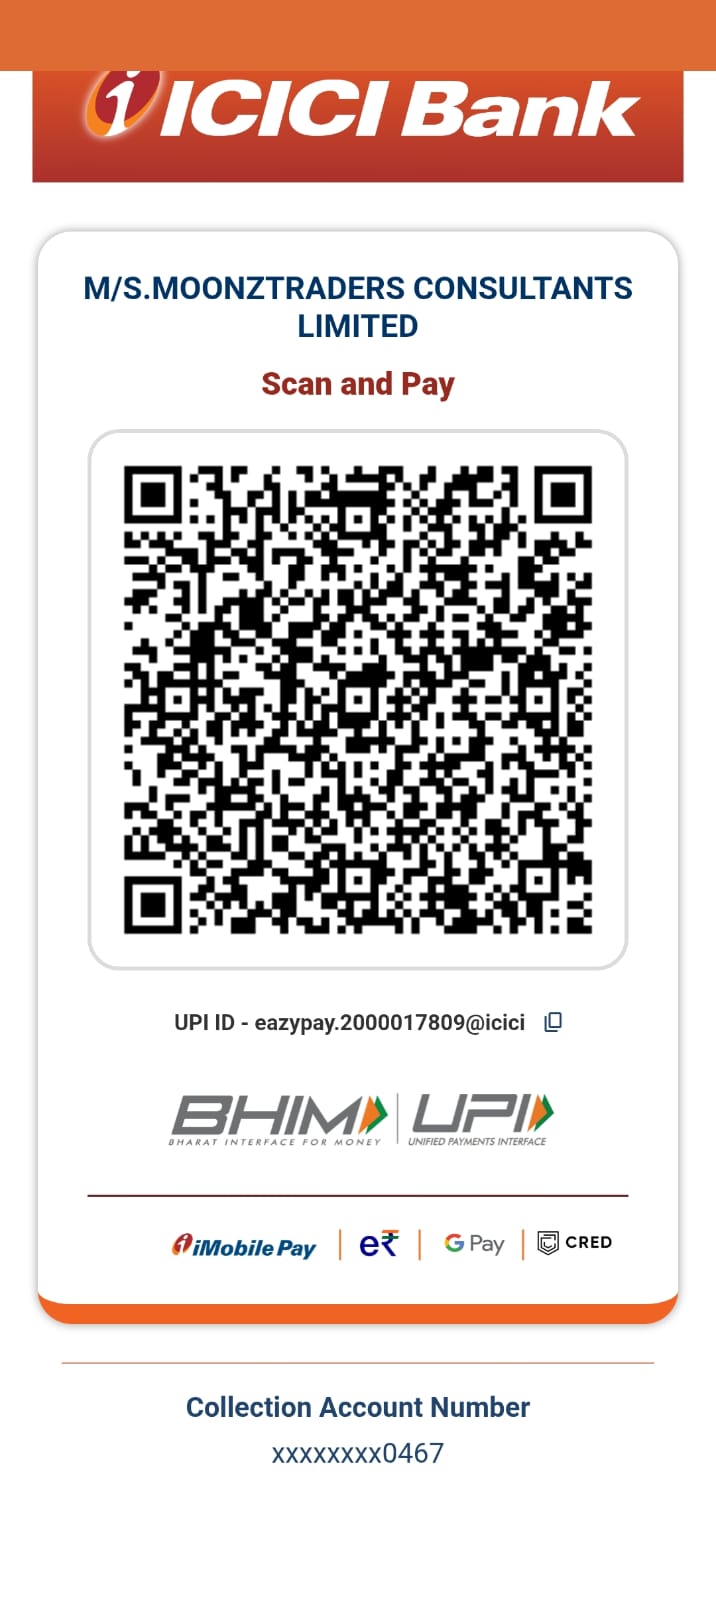 ICICI Bank
M/S.MOONZTRADERS CONSULTANTS
LIMITED
Scan and Pay
UPI ID - eazypay.2000017809@icici
BHIM UPI
BHARAT INTERFACE FOR MONEY UNIFIED PAYMENTS INTERFACE
iMobile Pay e₹ G Pay CRED
Collection Account Number
xxxxxxxx0467